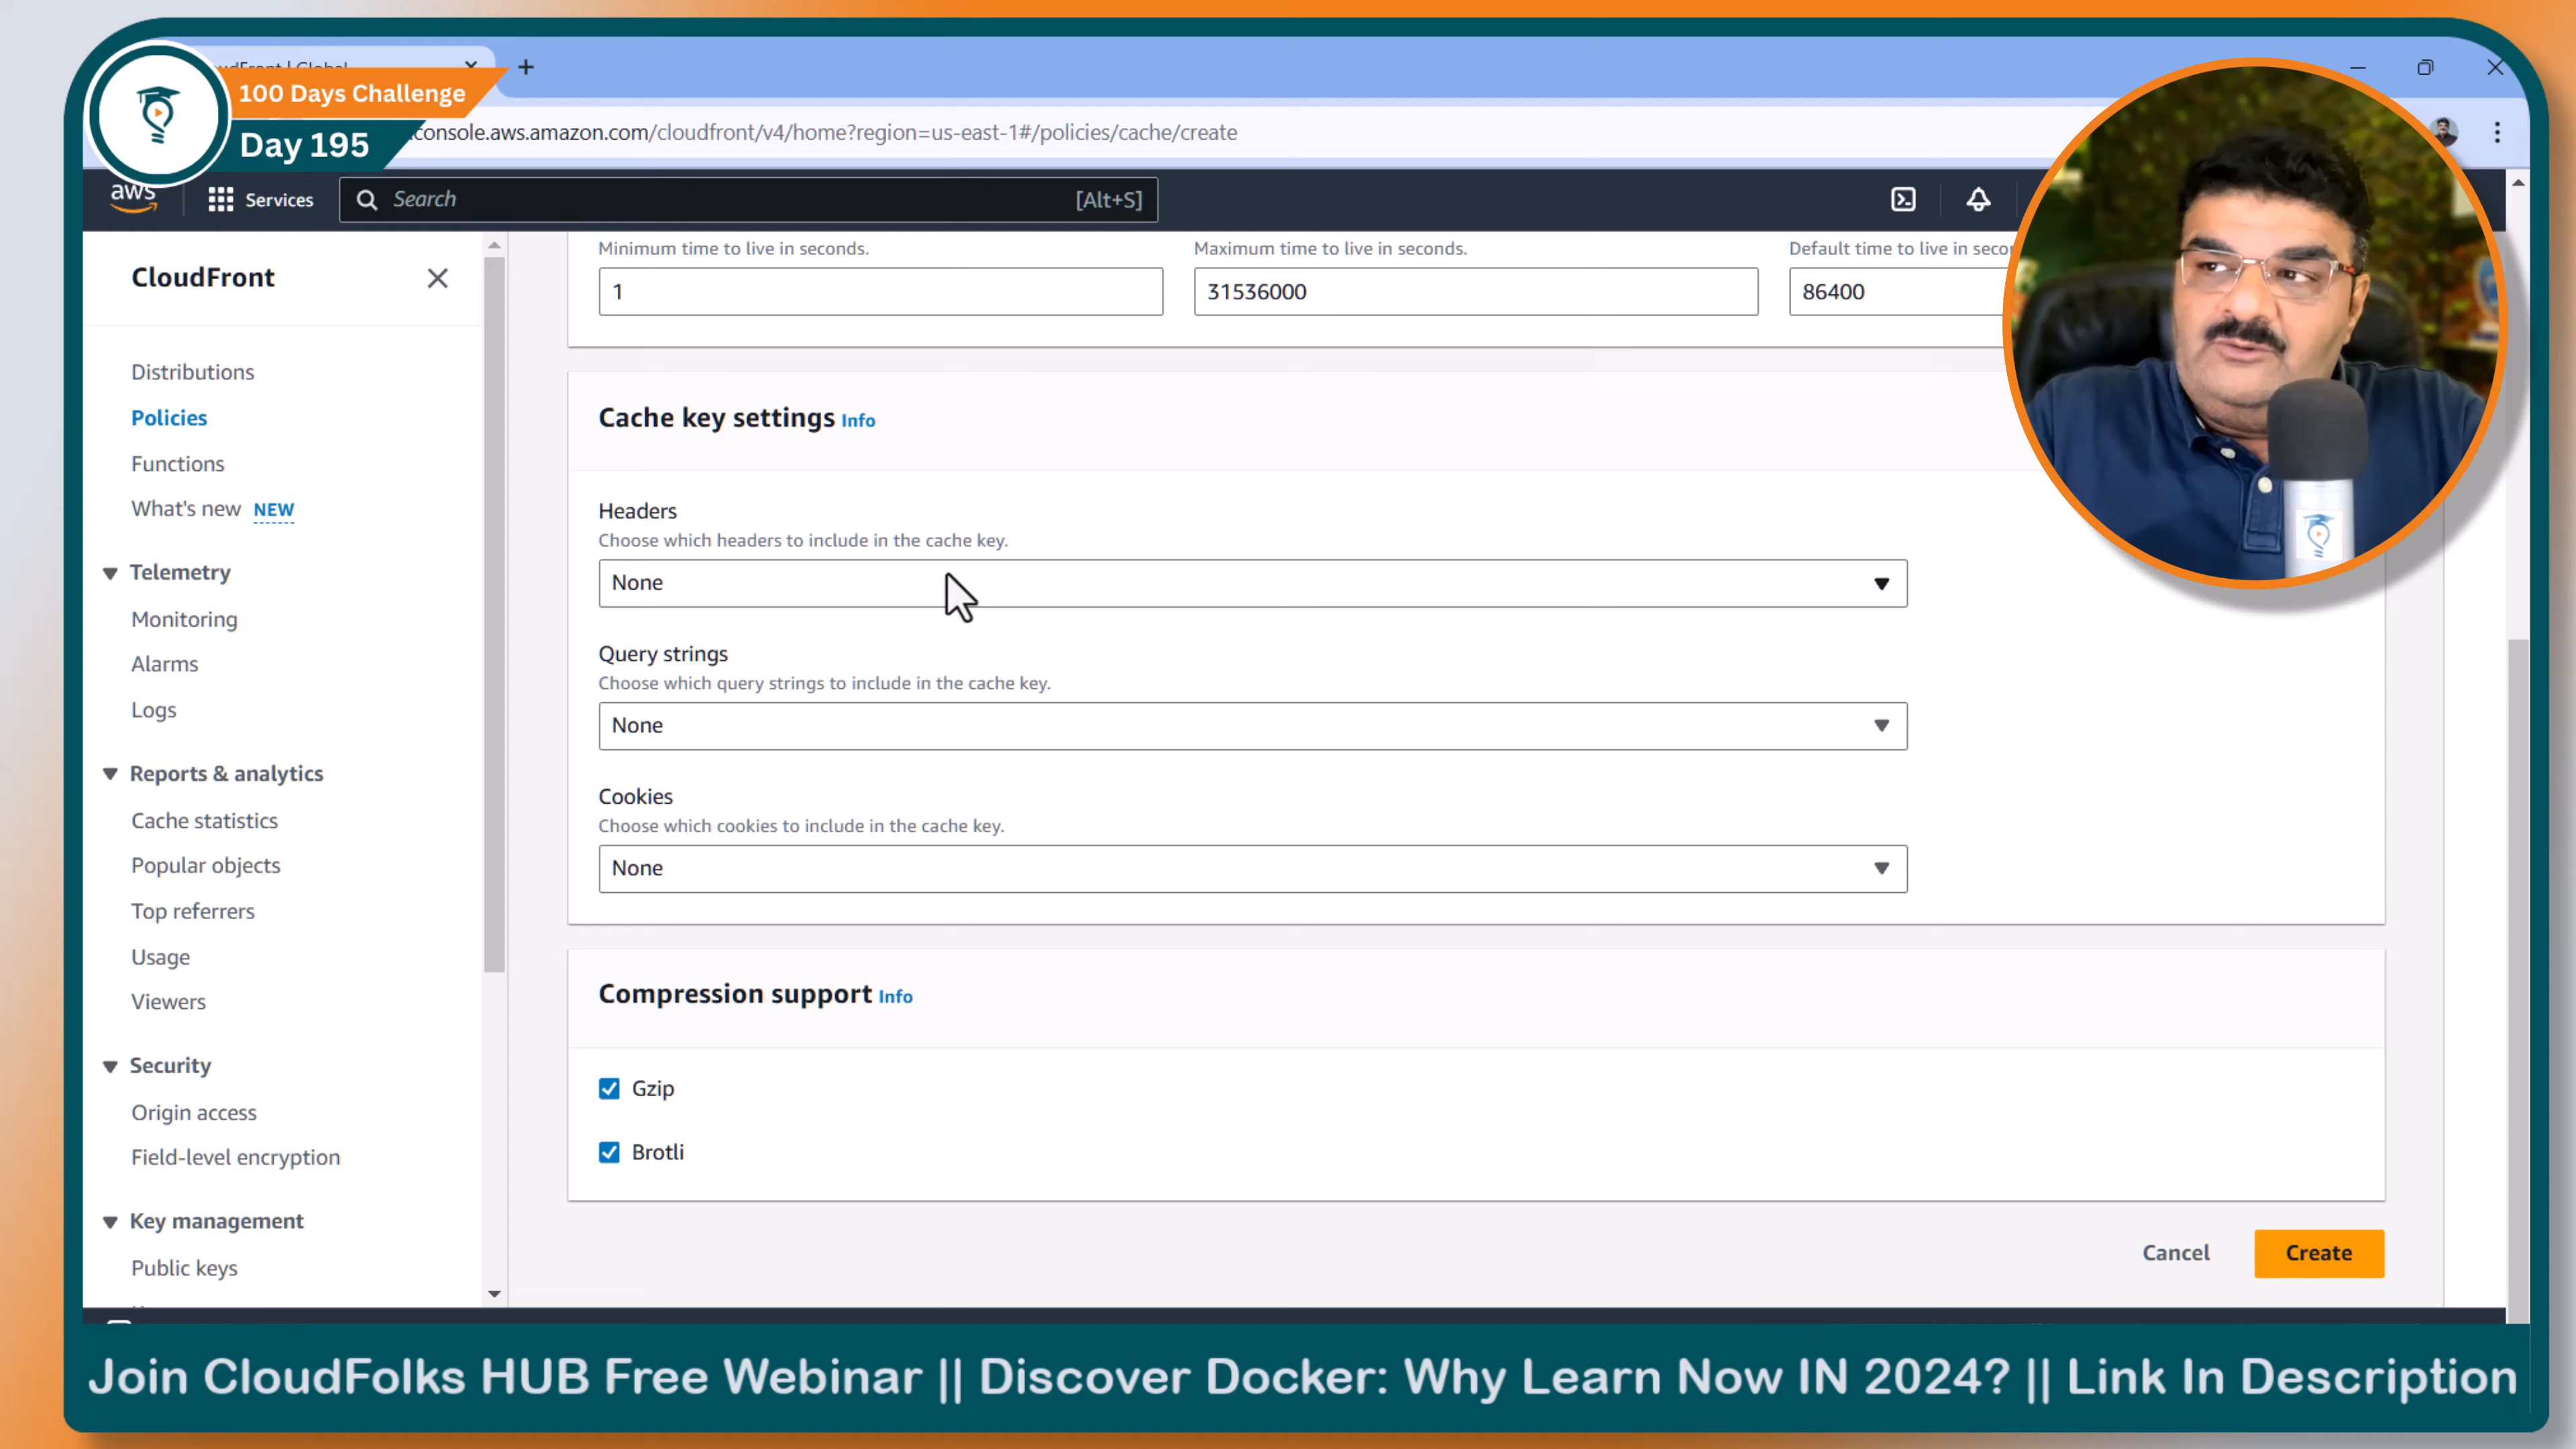 100 Days Challenge
Day 195
console.aws.amazon.com/cloudfront/v4/home?region=us-east-1#/policies/cache/create
aws
Services
Search
[Alt+S]
CloudFront
Distributions
Policies
Functions
What's new NEW
Telemetry
Monitoring
Alarms
Logs
Reports & analytics
Cache statistics
Popular objects
Top referrers
Usage
Viewers
Security
Origin access
Field-level encryption
Key management
Public keys
Minimum time to live in seconds.
1
Maximum time to live in seconds.
31536000
Default time to live in
86400
Cache key settings Info
Headers
Choose which headers to include in the cache key.
None
Query strings
Choose which query strings to include in the cache key.
None
Cookies
Choose which cookies to include in the cache key.
None
Compression support Info
Gzip
Brotli
Cancel
Create
Join CloudFolks HUB Free Webinar || Discover Docker: Why Learn Now IN 2024? || Link In Description